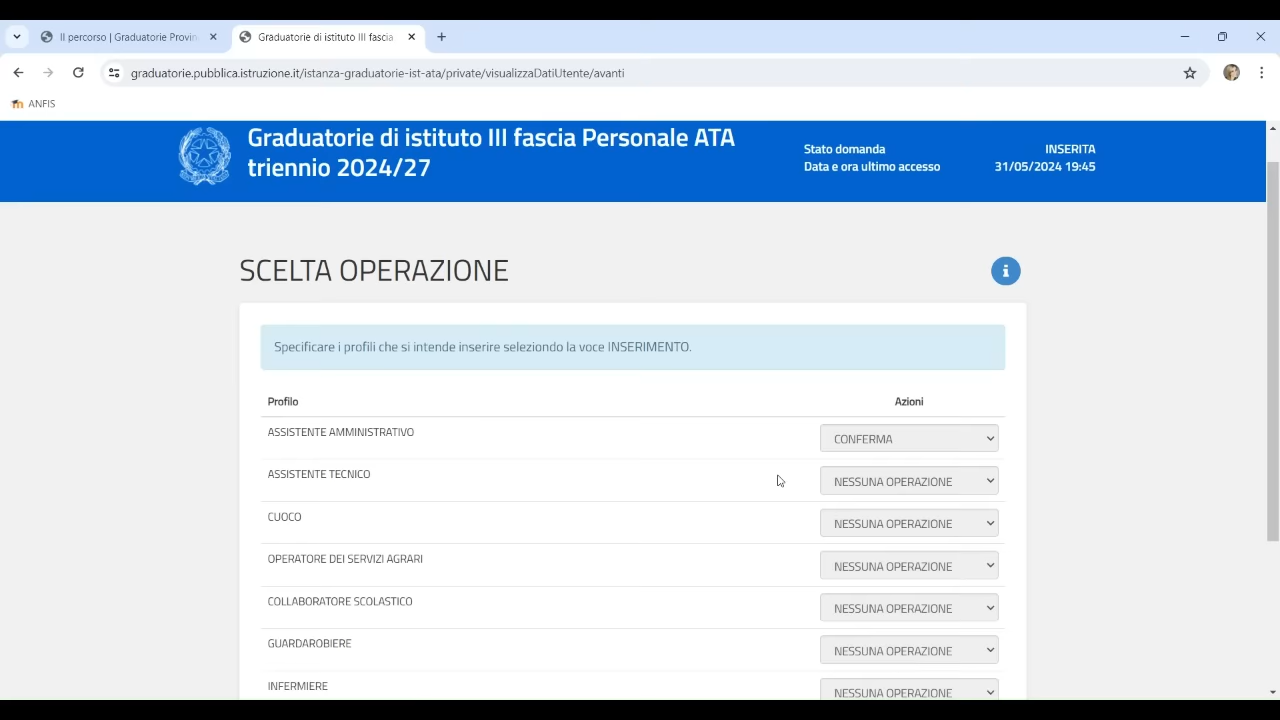 Il percorso | Graduatorie Provin
Graduatorie di istituto III fascia
graduatorie.pubblica.istruzione.it/istanza-graduatorie-ist-ata/private/visualizzaDatiUtente/avanti
ANFIS
Graduatorie di istituto III fascia Personale ATA
triennio 2024/27
Stato domanda INSERITA
Data e ora ultimo accesso 31/05/2024 19:45
SCELTA OPERAZIONE
Specificare i profili che si intende inserire seleziondo la voce INSERIMENTO.
Profilo Azioni
ASSISTENTE AMMINISTRATIVO CONFERMA
ASSISTENTE TECNICO NESSUNA OPERAZIONE
CUOCO NESSUNA OPERAZIONE
OPERATORE DEI SERVIZI AGRARI NESSUNA OPERAZIONE
COLLABORATORE SCOLASTICO NESSUNA OPERAZIONE
GUARDAROBIERE NESSUNA OPERAZIONE
INFERMIERE NESSUNA OPERAZIONE